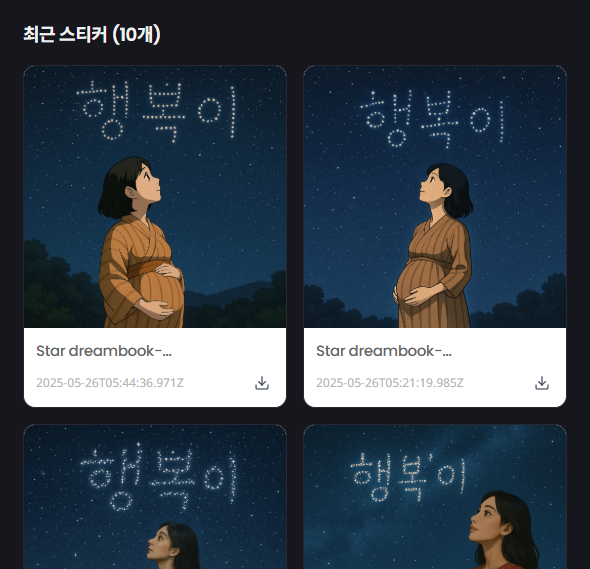 최근 스티커 (10개)
행복이
행복이
Star dreambook-...
Star dreambook-...
2025-05-26T05:44:36.971Z
2025-05-26T05:21:19.985Z
행복이
행복'이